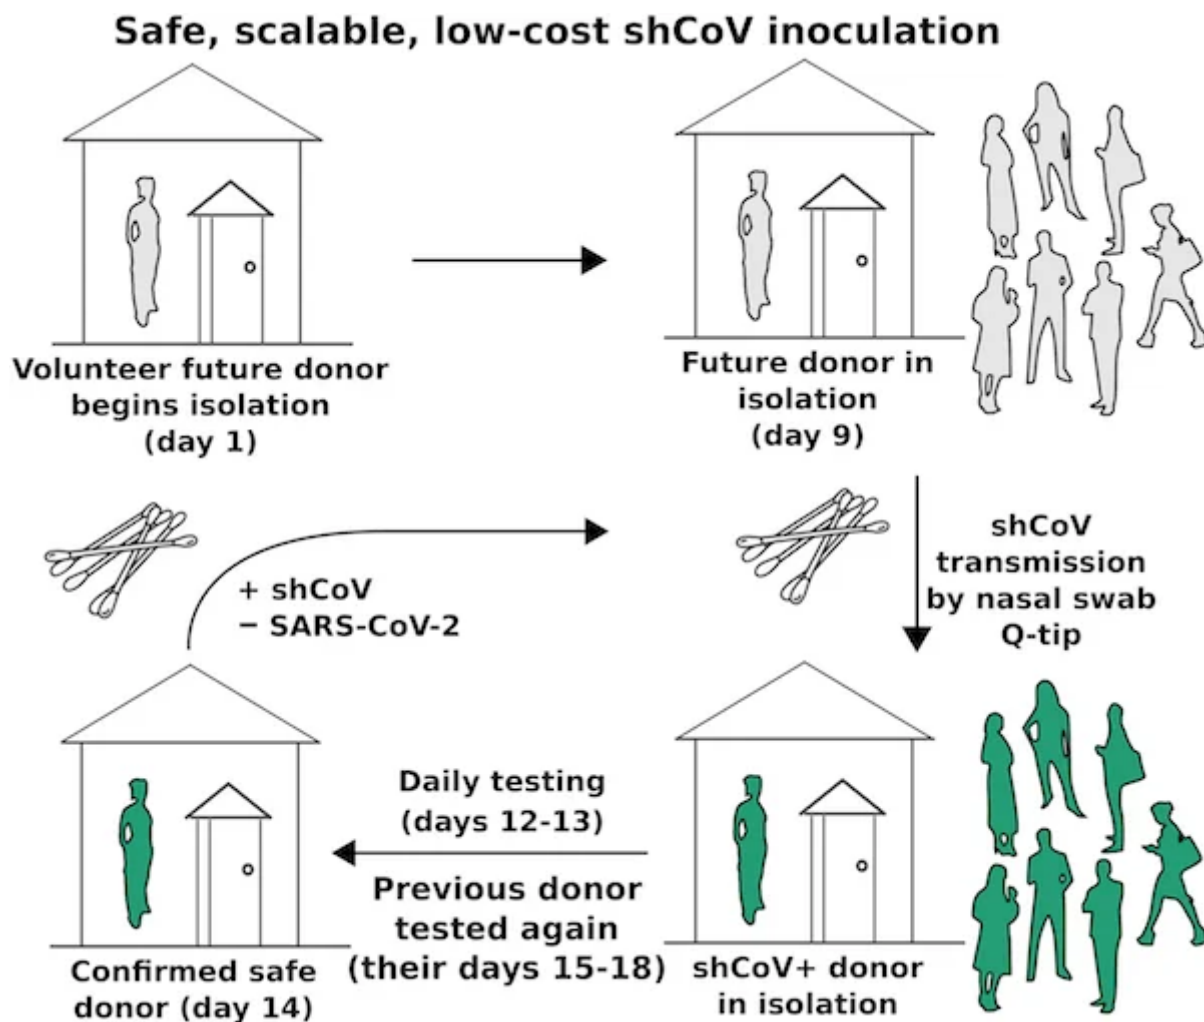 Safe, scalable, low-cost shCoV inoculation
Volunteer future donor
begins isolation
(day 1)
Future donor in
isolation
(day 9)
+ shCoV
− SARS-CoV-2
shCoV
transmission
by nasal swab
Q-tip
Daily testing
(days 12-13)
Previous donor
tested again
(their days 15-18)
Confirmed safe
donor (day 14)
shCoV+ donor
in isolation